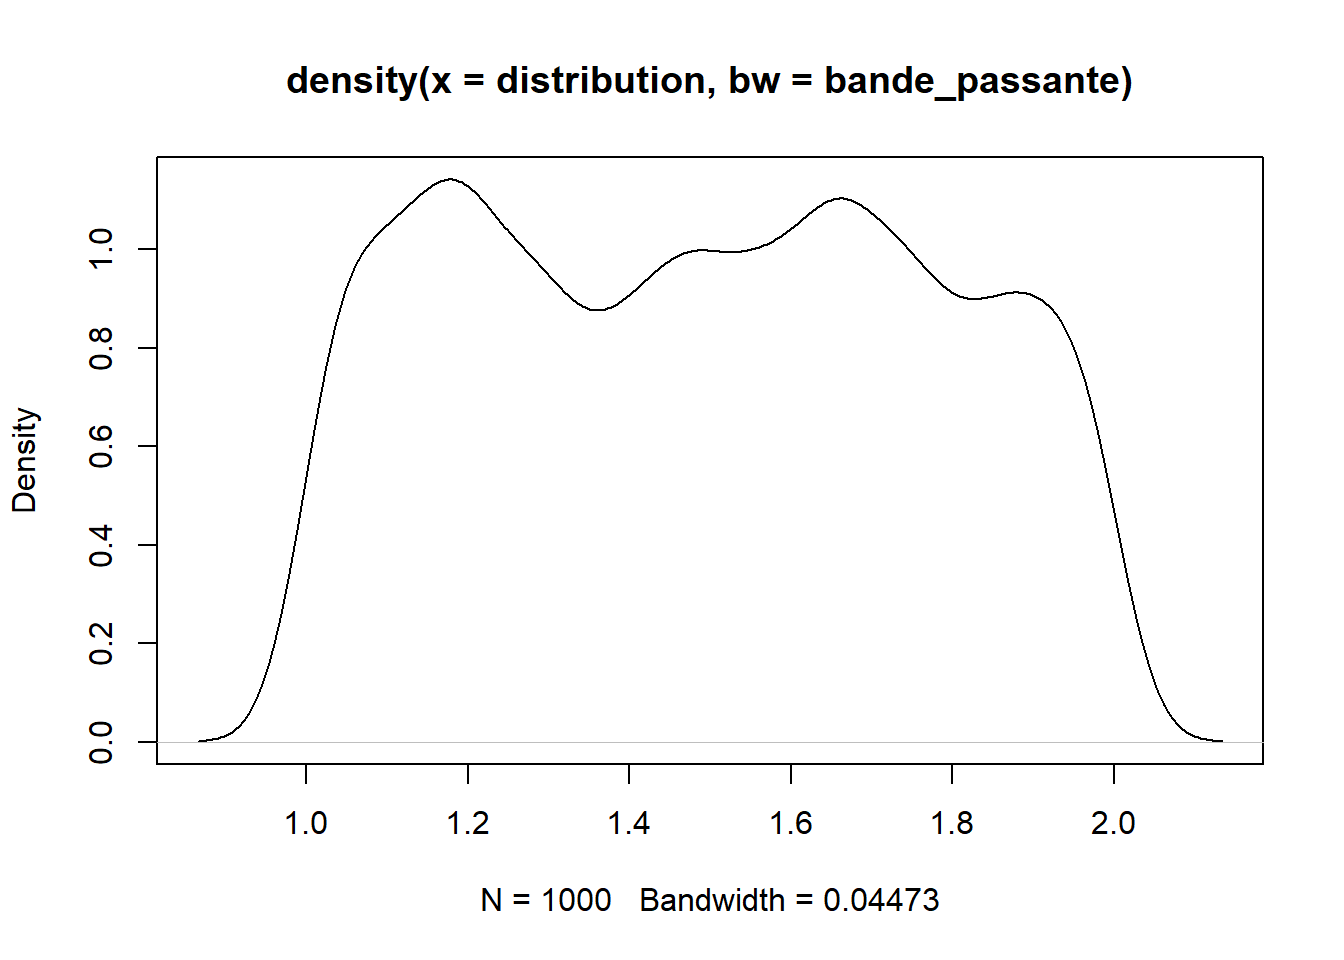 density(x = distribution, bw = bande_passante)
Density
1.0
0.8
0.6
0.4
0.2
0.0
1.0 1.2 1.4 1.6 1.8 2.0
N = 1000 Bandwidth = 0.04473